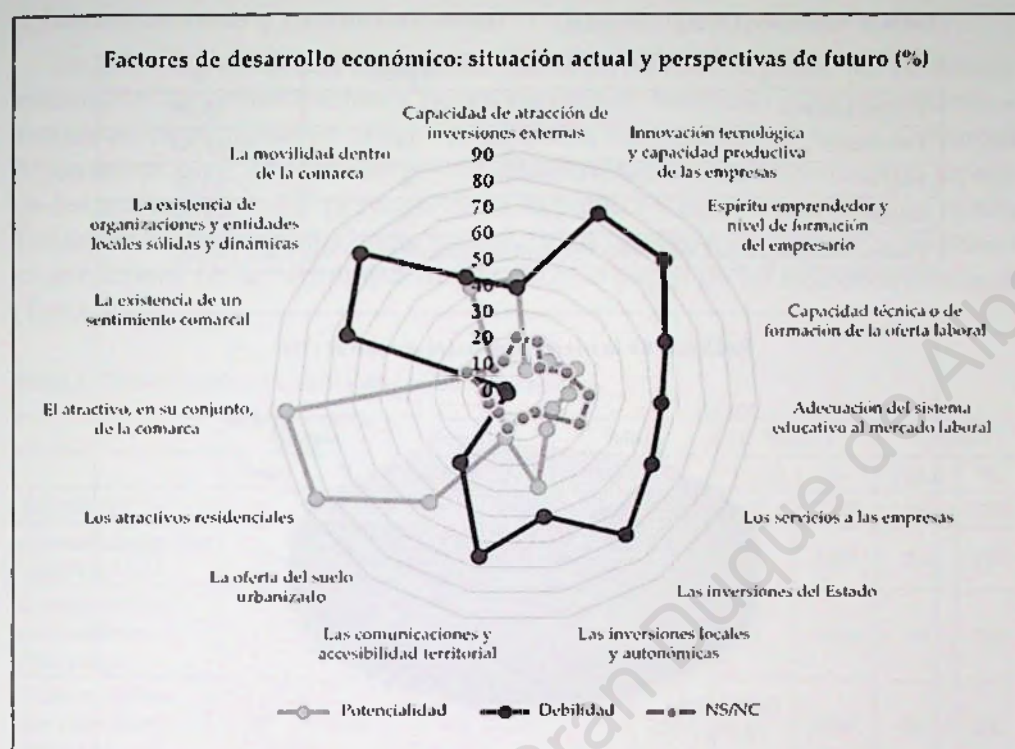 Factores de desarrollo económico: situación actual y perspectivas de futuro (%)
Capacidad de atracción de
inversiones externas
Innovación tecnológica
y capacidad productiva
de las empresas
Espíritu emprendedor y
nivel de formación
del empresario
Capacidad técnica o de
formación de la oferta laboral
Adecuación del sistema
educativo al mercado laboral
Los servicios a las empresas
Las inversiones del Estado
Las inversiones locales
y autonómicas
Las comunicaciones y
accesibilidad territorial
La oferta del suelo
urbanizado
Los atractivos residenciales
El atractivo, en su conjunto,
de la comarca
La existencia de un
sentimiento comarcal
La existencia de
organizaciones y entidades
locales sólidas y dinámicas
La movilidad dentro
de la comarca
90
80
70
60
50
40
30
20
10
0
Potencialidad
Debilidad
NS/NC
Gran Duque de Alba